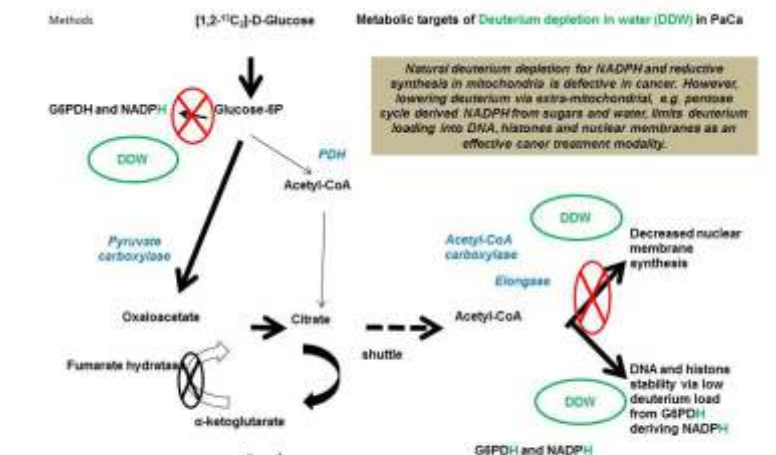 Methods
[1,2-¹³C₂]-D-Glucose
Metabolic targets of Deuterium depletion in water (DDW) in PaCa
Natural deuterium depletion for NADPH and reductive
synthesis in mitochondria is defective in cancer. However,
lowering deuterium via extra-mitochondrial, e.g. pentose
cycle derived NADPH from sugars and water, limits deuterium
loading into DNA, histones and nuclear membranes as an
effective caner treatment modality.
G6PDH and NADPH
Glucose-6P
DDW
PDH
Acetyl-CoA
Pyruvate
carboxylase
Acetyl-CoA
carboxylase
Elongase
DDW
Decreased nuclear
membrane
synthesis
Oxaloacetate
Citrate
shuttle
Acetyl-CoA
Fumarate hydratas
α-ketoglutarate
DDW
DNA and histone
stability via low
deuterium load
from G6PDH
deriving NADPH
G6PDH and NADPH